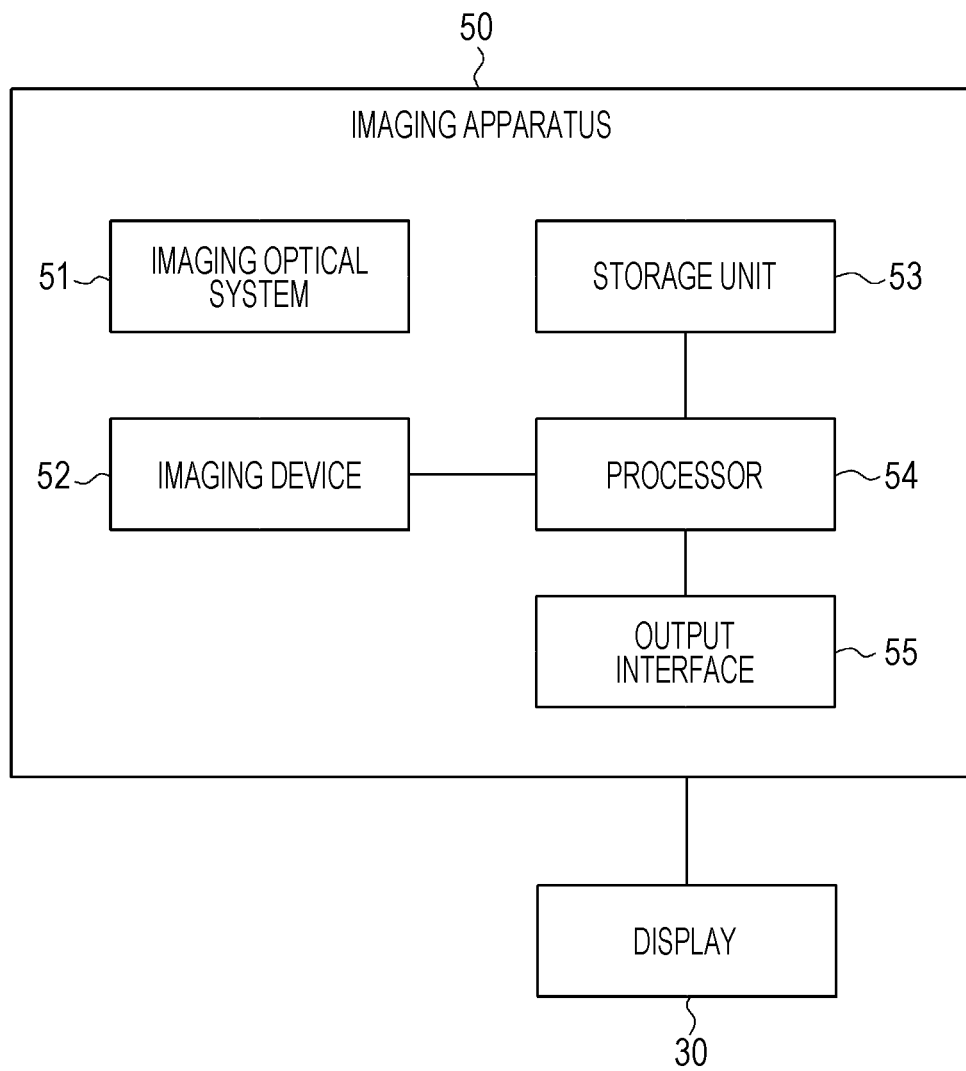 50
IMAGING APPARATUS
51
IMAGING OPTICAL
SYSTEM
STORAGE UNIT
53
52
IMAGING DEVICE
PROCESSOR
54
OUTPUT
INTERFACE
55
DISPLAY
30